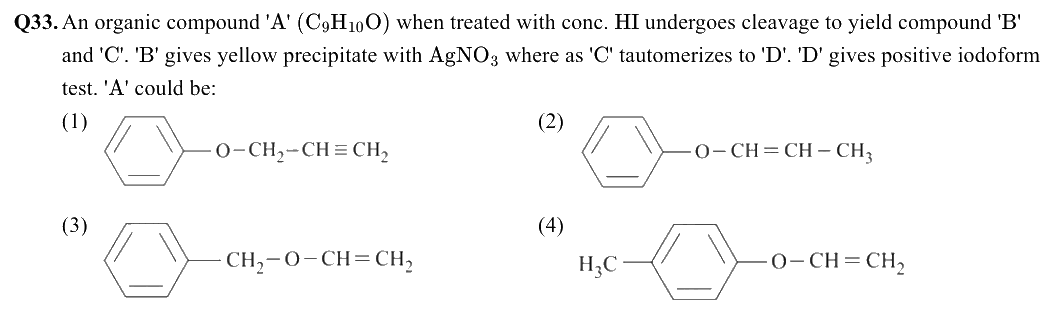 Q33. An organic compound 'A' (C₉H₁₀O) when treated with conc. HI undergoes cleavage to yield compound 'B'
and 'C'. 'B' gives yellow precipitate with AgNO₃ where as 'C' tautomerizes to 'D'. 'D' gives positive iodoform
test. 'A' could be:
(1) O−CH₂−CH≡CH₂
(2) O−CH=CH−CH₃
(3) CH₂−O−CH=CH₂
(4) H₃C O−CH=CH₂